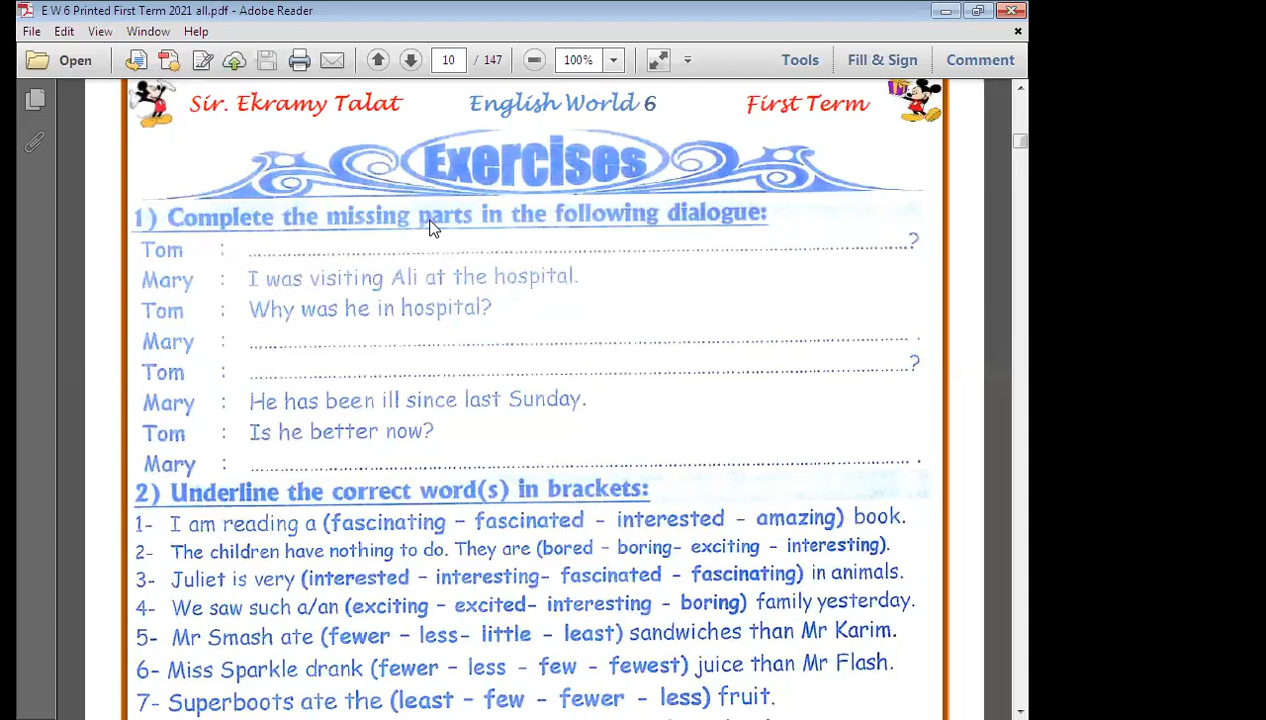 E W 6 Printed First Term 2021 all.pdf - Adobe Reader
File Edit View Window Help
Open 10 / 147 100% Tools Fill & Sign Comment
Sir. Ekramy Talat English World 6 First Term
Exercises
1) Complete the missing parts in the following dialogue:
Tom : ........................................?
Mary : I was visiting Ali at the hospital.
Tom : Why was he in hospital?
Mary : ........................................ .
Tom : ........................................?
Mary : He has been ill since last Sunday.
Tom : Is he better now?
Mary : ........................................ .
2) Underline the correct word(s) in brackets:
1- I am reading a (fascinating – fascinated – interested – amazing) book.
2- The children have nothing to do. They are (bored – boring– exciting – interesting).
3- Juliet is very (interested – interesting– fascinated – fascinating) in animals.
4- We saw such a/an (exciting – excited– interesting – boring) family yesterday.
5- Mr Smash ate (fewer – less– little – least) sandwiches than Mr Karim.
6- Miss Sparkle drank (fewer – less – few – fewest) juice than Mr Flash.
7- Superboots ate the (least – few – fewer – less) fruit.